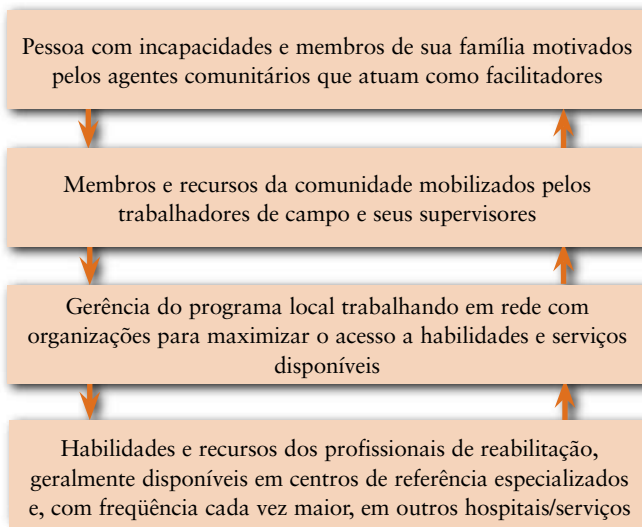 Pessoa com incapacidades e membros de sua família motivados
pelos agentes comunitários que atuam como facilitadores
Membros e recursos da comunidade mobilizados pelos
trabalhadores de campo e seus supervisores
Gerência do programa local trabalhando em rede com
organizações para maximizar o acesso a habilidades e serviços
disponíveis
Habilidades e recursos dos profissionais de reabilitação,
geralmente disponíveis em centros de referência especializados
e, com freqüência cada vez maior, em outros hospitais/serviços